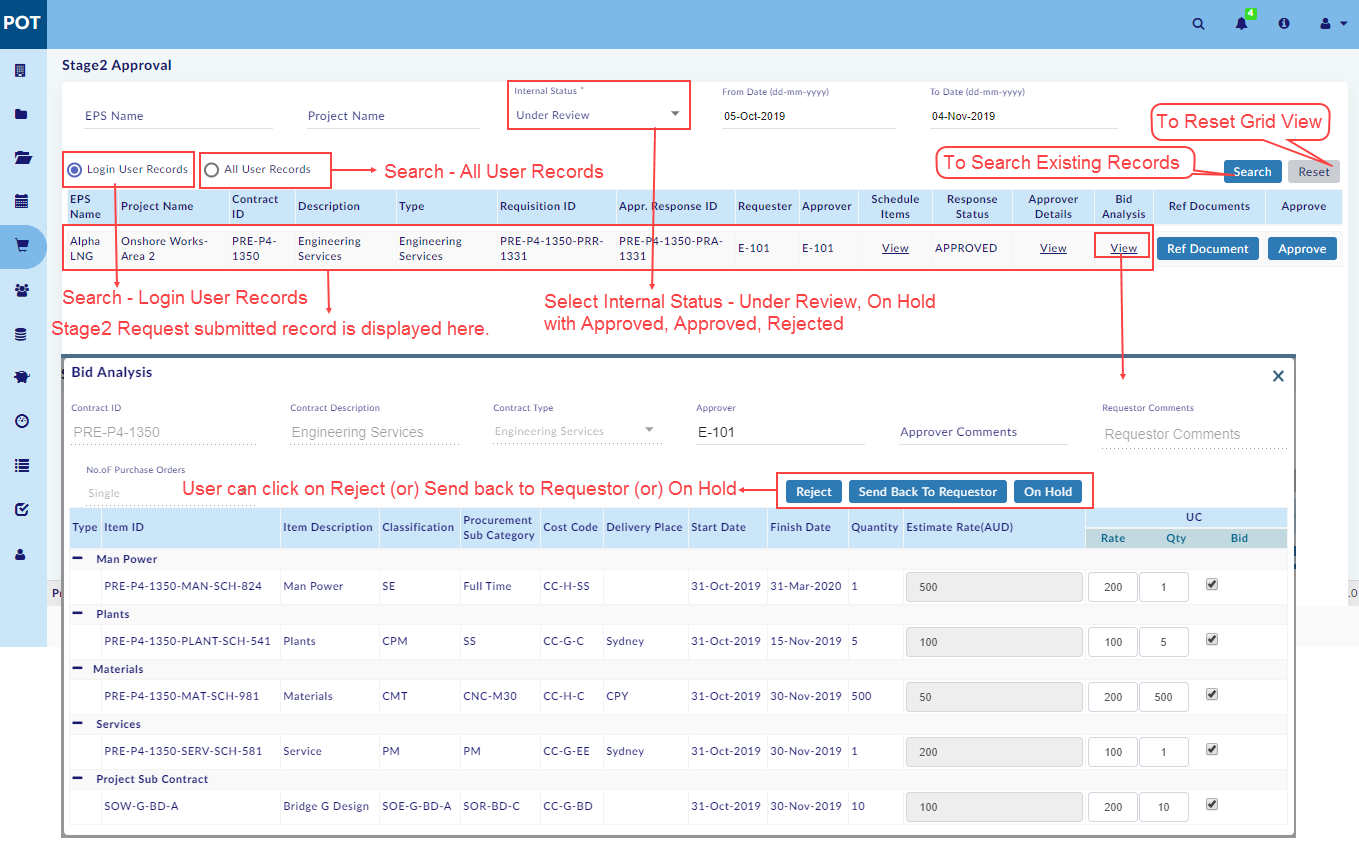 POT
4
Stage2 Approval
EPS Name
Project Name
Internal Status *
Under Review
From Date (dd-mm-yyyy)
05-Oct-2019
To Date (dd-mm-yyyy)
04-Nov-2019
To Reset Grid View
To Search Existing Records
Login User Records
All User Records
Search - All User Records
Search
Reset
EPS Name
Project Name
Contract ID
Description
Type
Requisition ID
Appr. Response ID
Requester
Approver
Schedule Items
Response Status
Approver Details
Bid Analysis
Ref Documents
Approve
Alpha LNG
Onshore Works-Area 2
PRE-P4-1350
Engineering Services
Engineering Services
PRE-P4-1350-PRR-1331
PRE-P4-1350-PRA-1331
E-101
E-101
View
APPROVED
View
View
Ref Document
Approve
Search - Login User Records
Stage2 Request submitted record is displayed here.
Select Internal Status - Under Review, On Hold
with Approved, Approved, Rejected
Bid Analysis
Contract ID
PRE-P4-1350
Contract Description
Engineering Services
Contract Type
Engineering Services
Approver
E-101
Approver Comments
Requestor Comments
Requestor Comments
No.oF Purchase Orders
Single
User can click on Reject (or) Send back to Requestor (or) On Hold
Reject
Send Back To Requestor
On Hold
Type
Item ID
Item Description
Classification
Procurement Sub Category
Cost Code
Delivery Place
Start Date
Finish Date
Quantity
Estimate Rate(AUD)
UC
Rate
Qty
Bid
Man Power
PRE-P4-1350-MAN-SCH-824 Man Power SE Full Time CC-H-SS 31-Oct-2019 31-Mar-2020 1 500 200 1
Plants
PRE-P4-1350-PLANT-SCH-541 Plants CPM SS CC-G-C Sydney 31-Oct-2019 15-Nov-2019 5 100 100 5
Materials
PRE-P4-1350-MAT-SCH-981 Materials CMT CNC-M30 CC-H-C CPY 31-Oct-2019 30-Nov-2019 500 50 200 500
Services
PRE-P4-1350-SERV-SCH-581 Service PM PM CC-G-EE Sydney 31-Oct-2019 30-Nov-2019 1 200 100 1
Project Sub Contract
SOW-G-BD-A Bridge G Design SOE-G-BD-A SOR-BD-C CC-G-BD 31-Oct-2019 30-Nov-2019 10 100 200 10